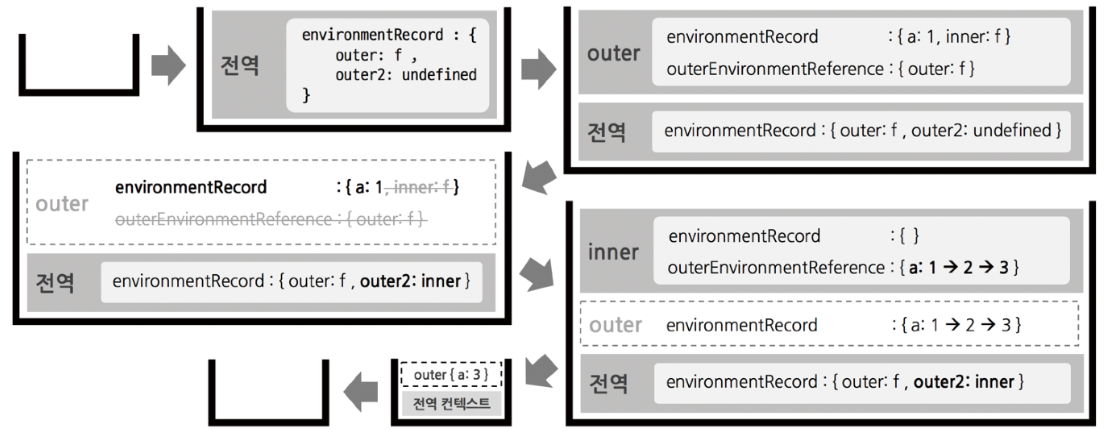 전역
environmentRecord : {
outer: f ,
outer2: undefined
}
outer
environmentRecord : { a: 1, inner: f }
outerEnvironmentReference : { outer: f }
전역
environmentRecord : { outer: f , outer2: undefined }
outer
environmentRecord : { a: 1, inner: f }
outerEnvironmentReference : { outer: f }
전역
environmentRecord : { outer: f , outer2: inner }
inner
environmentRecord : { }
outerEnvironmentReference : { a: 1 → 2 → 3 }
outer
environmentRecord : { a: 1 → 2 → 3 }
전역
environmentRecord : { outer: f , outer2: inner }
outer { a: 3 }
전역 컨텍스트